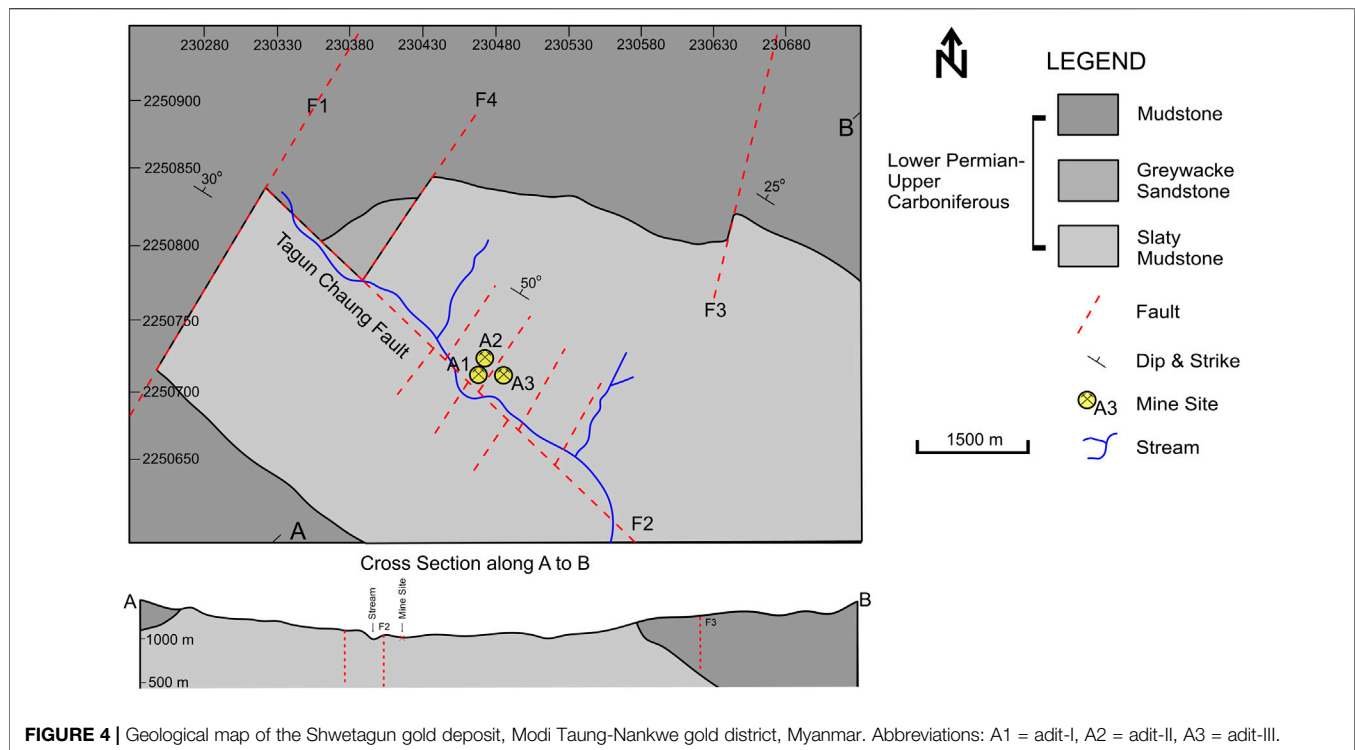 230280 230330 230380 230430 230480 230530 230580 230630 230680
N
LEGEND
2250900
2250850
2250800
2250750
2250700
2250650
F1
F4
B
30°
25°
Tagun Chaung Fault
50°
F3
A2
A1
A3
F2
A
Lower Permian-
Upper
Carboniferous
Mudstone
Greywacke
Sandstone
Slaty
Mudstone
Fault
Dip & Strike
A3
Mine Site
Stream
1500 m
Cross Section along A to B
A
Stream
F2
Mine Site
F3
B
1000 m
500 m
FIGURE 4 | Geological map of the Shwetagun gold deposit, Modi Taung-Nankwe gold district, Myanmar. Abbreviations: A1 = adit-I, A2 = adit-II, A3 = adit-III.